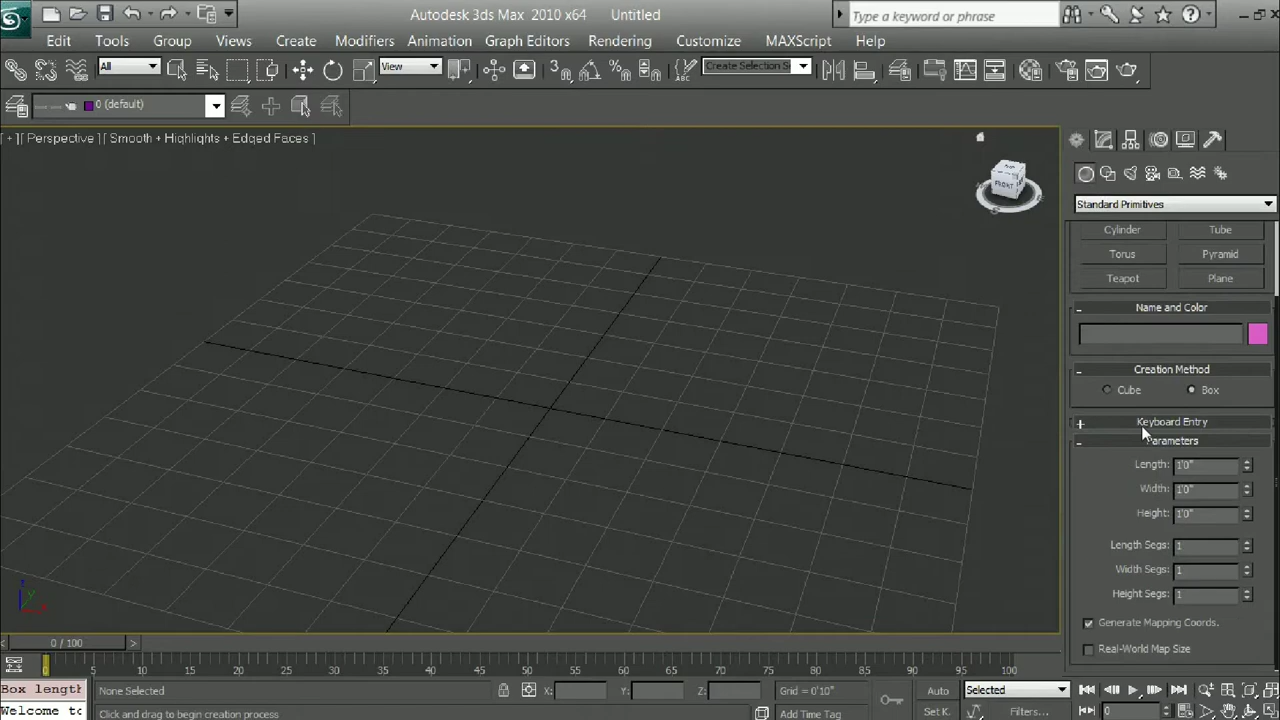 Autodesk 3ds Max 2010 x64 Untitled
Type a keyword or phrase
Edit Tools Group Views Create Modifiers Animation Graph Editors Rendering Customize MAXScript Help
All
View
3
Create Selection S
0 (default)
[ + ] [ Perspective ] [ Smooth + Highlights + Edged Faces ]
FRONT
Standard Primitives
Cylinder Tube
Torus Pyramid
Teapot Plane
- Name and Color
- Creation Method
Cube Box
+ Keyboard Entry
- Parameters
Length: 1'0"
Width: 1'0"
Height: 1'0"
Length Segs: 1
Width Segs: 1
Height Segs: 1
Generate Mapping Coords.
Real-World Map Size
z
y
x
< 0 / 100 >
0 5 10 15 20 25 30 35 40 45 50 55 60 65 70 75 80 85 90 95 100
Box length
None Selected X: Y: Z: Grid = 0'10" Auto Selected
Welcome to
Click and drag to begin creation process Add Time Tag Set K. Filters... 0